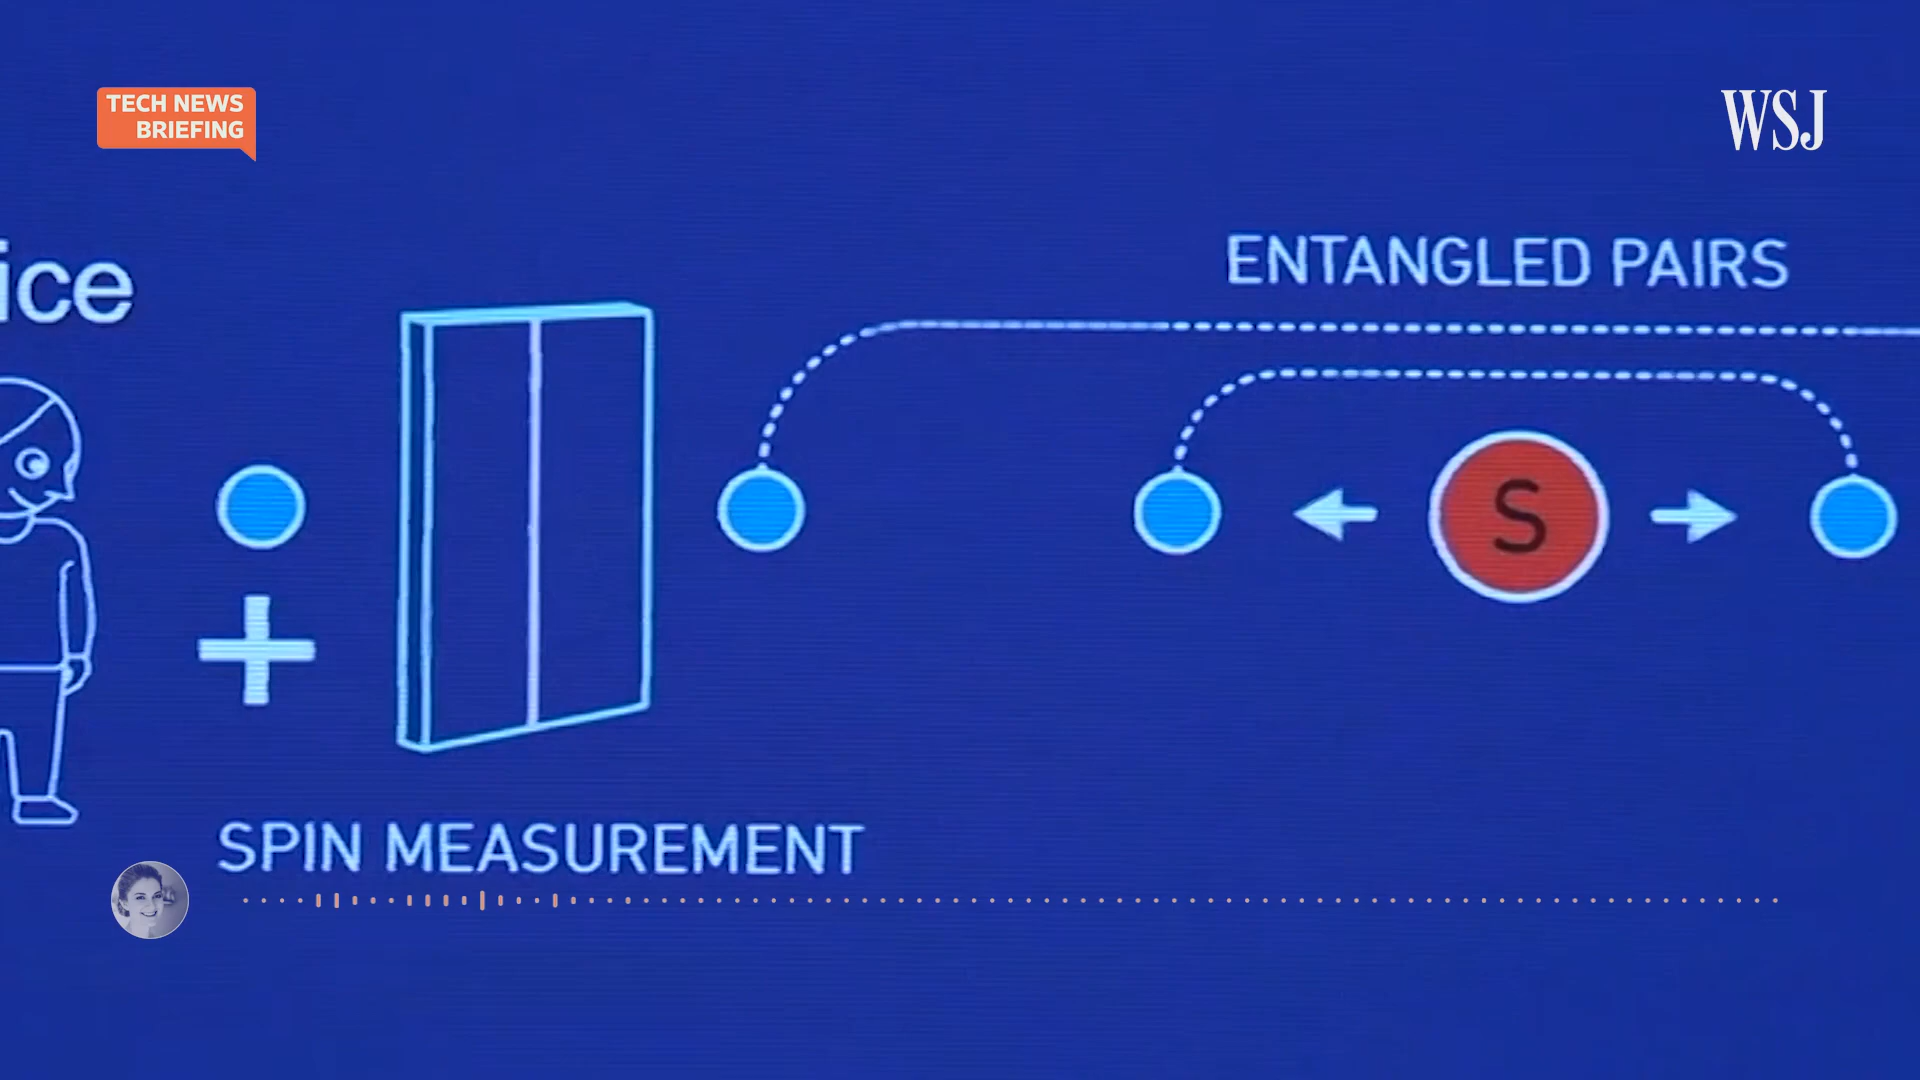 TECH NEWS
BRIEFING
WSJ
ENTANGLED PAIRS
ice
S
SPIN MEASUREMENT